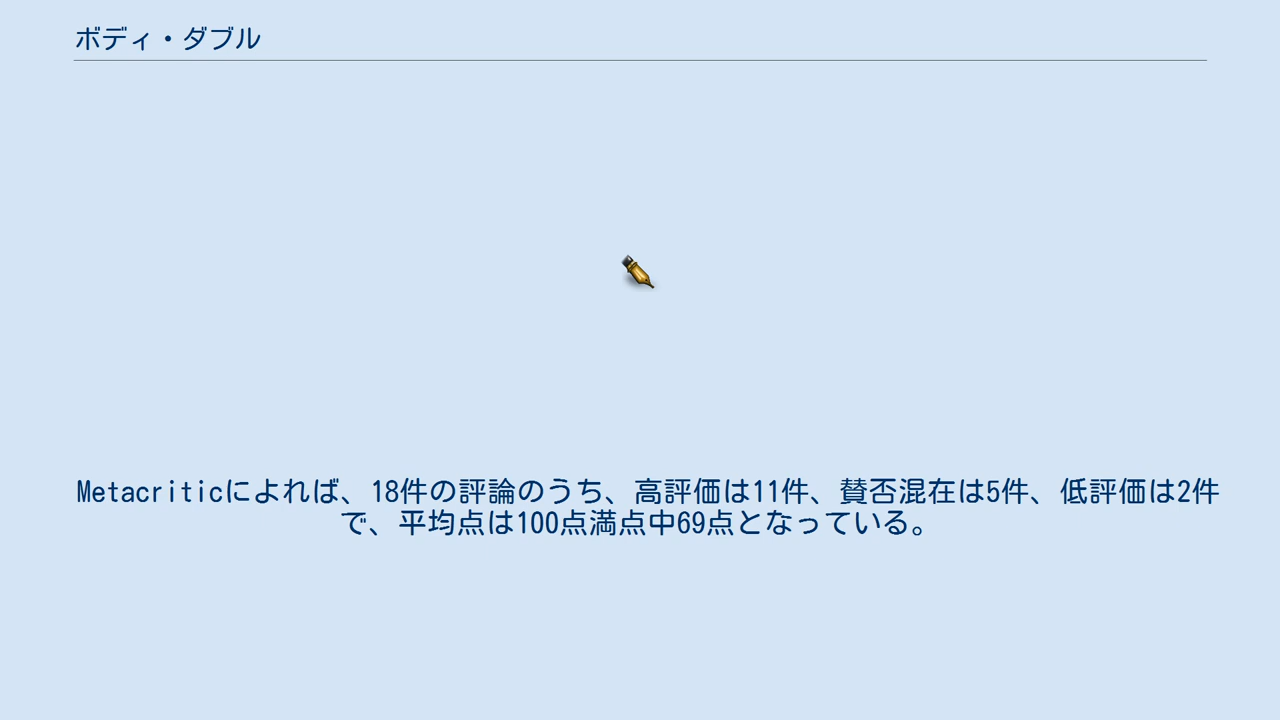 ボディ・ダブル
Metacriticによれば、18件の評論のうち、高評価は11件、賛否混在は5件、低評価は2件
で、平均点は100点満点中69点となっている。